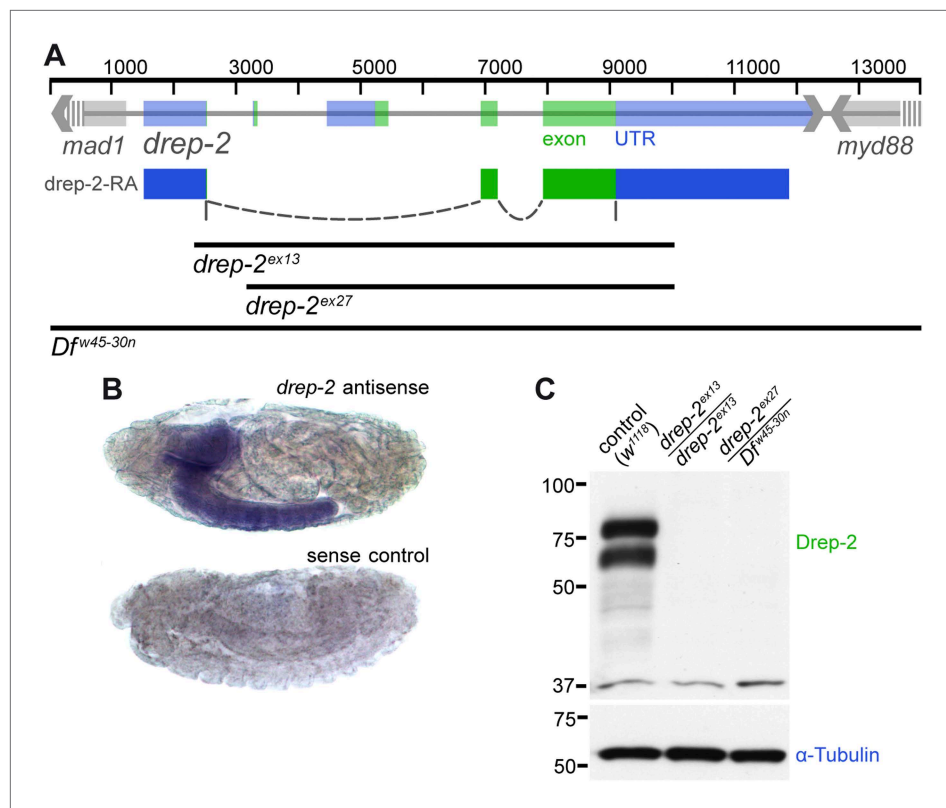 A
1000 3000 5000 7000 9000 11000 13000
mad1 drep-2 exon UTR myd88
drep-2-RA
drep-2ex13
drep-2ex27
Dfw45-30n
B
drep-2 antisense
sense control
C
control (w1118)
drep-2ex13
drep-2ex13
drep-2ex27
Dfw45-30n
100
75
50
37
Drep-2
75
50
α-Tubulin